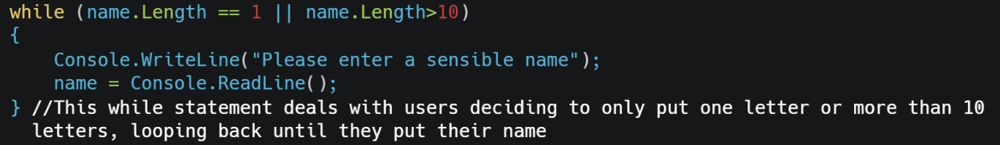 while (name.Length == 1 || name.Length>10)
{
    Console.WriteLine("Please enter a sensible name");
    name = Console.ReadLine();
} //This while statement deals with users deciding to only put one letter or more than 10
  letters, looping back until they put their name